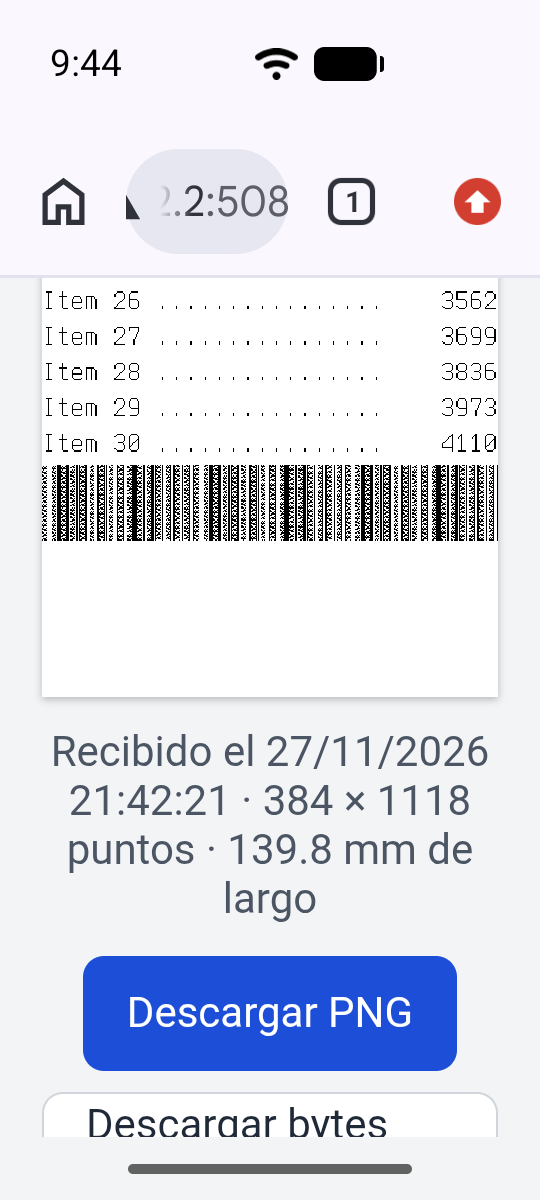 9:44
2.2:508
1
Item 26 ................ 3562
Item 27 ................ 3699
Item 28 ................ 3836
Item 29 ................ 3973
Item 30 ................ 4110
Recibido el 27/11/2026
21:42:21 · 384 × 1118
puntos · 139.8 mm de
largo
Descargar PNG
Descargar bytes